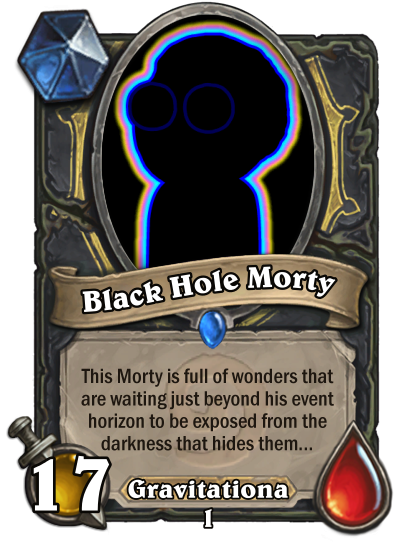 Black Hole Morty
This Morty is full of wonders that
are waiting just beyond his event
horizon to be exposed from the
darkness that hides them...
17
Gravitationa
l